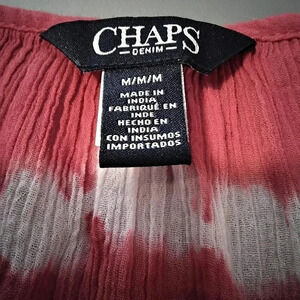 CHAPS
DENIM
M/M/M
MADE IN
INDIA
FABRIQUÉ EN
INDE
HECHO EN
INDIA
CON INSUMOS
IMPORTADOS